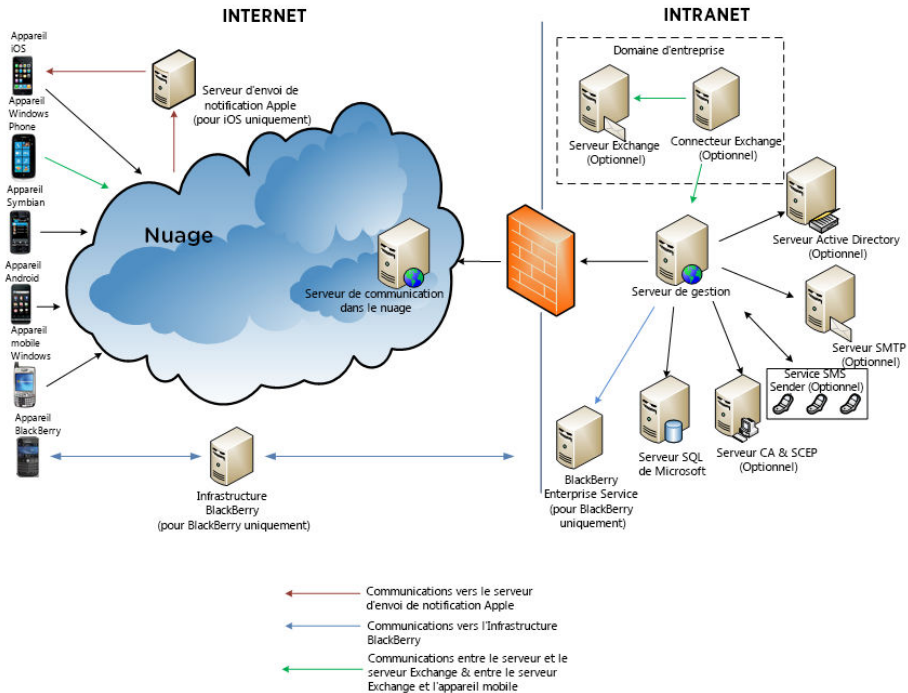 INTERNET
INTRANET
Appareil
iOS
Appareil
Windows
Phone
Appareil
Symbian
Appareil
Android
Appareil
mobile
Windows
Appareil
BlackBerry
Serveur d'envoi de
notification Apple
(pour iOS uniquement)
Nuage
Serveur de communication
dans le nuage
Infrastructure
BlackBerry
(pour BlackBerry uniquement)
Domaine d'entreprise
Serveur Exchange
(Optionnel)
Connecteur Exchange
(Optionnel)
Serveur Active Directory
(Optionnel)
Serveur de gestion
Serveur SMTP
(Optionnel)
Service SMS
Sender (Optionnel)
BlackBerry
Enterprise Service
(pour BlackBerry
uniquement)
Serveur SQL
de Microsoft
Serveur CA & SCEP
(Optionnel)
Communications vers le serveur
d'envoi de notification Apple
Communications vers l'Infrastructure
BlackBerry
Communications entre le serveur et le
serveur Exchange & entre le serveur
Exchange et l'appareil mobile